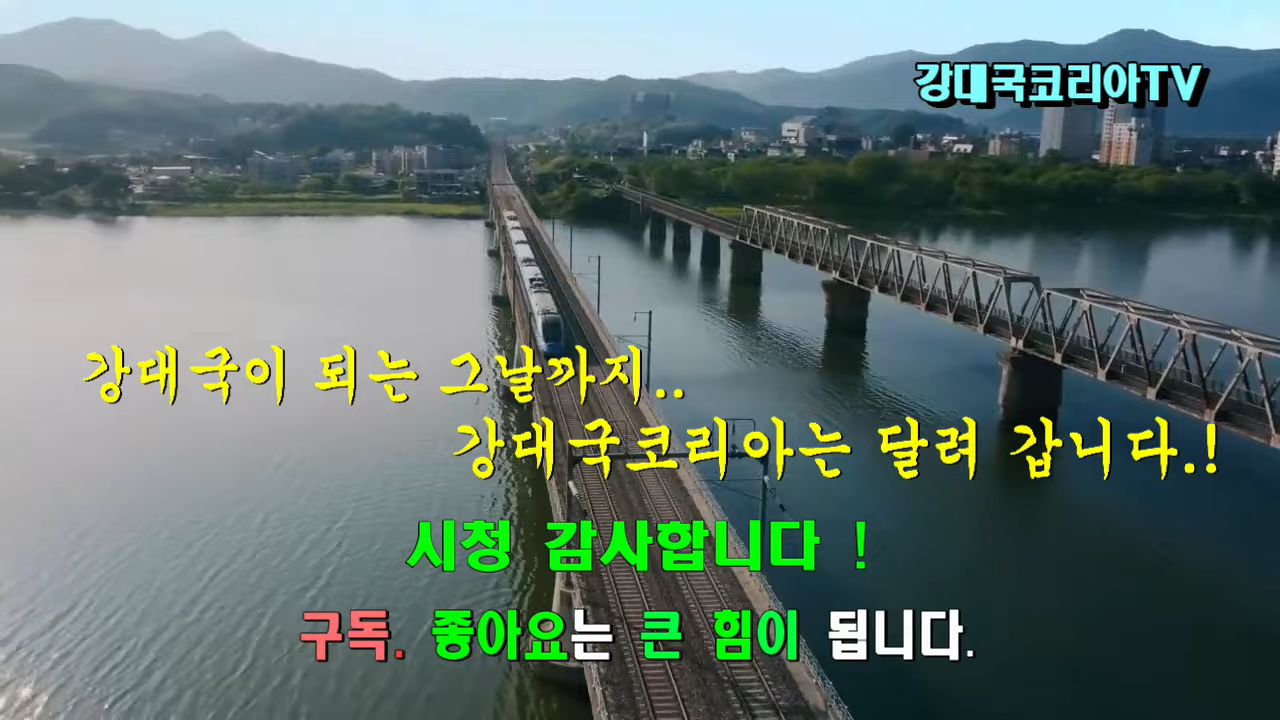 강대국코리아TV
강대국이 되는 그날까지..
강대국코리아는 달려 갑니다.!
시청 감사합니다 !
구독. 좋아요는 큰 힘이 됩니다.